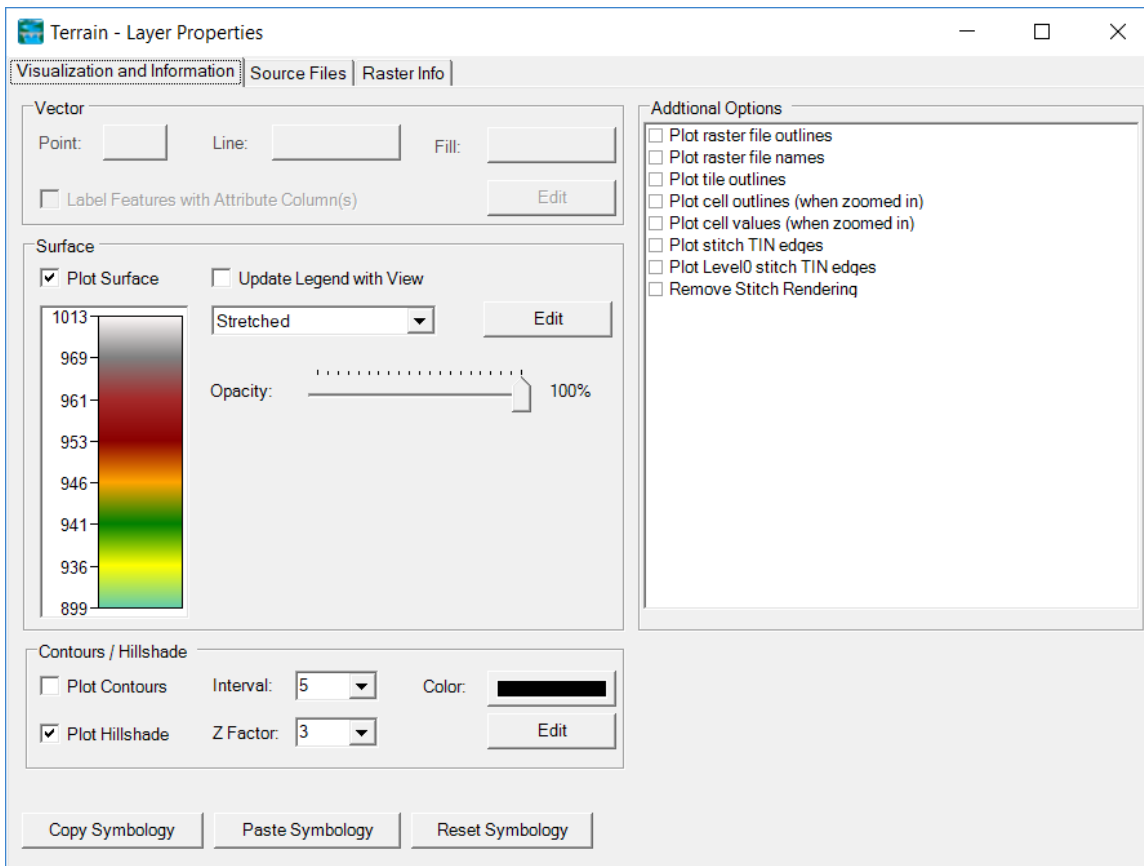 Terrain - Layer Properties
Visualization and Information Source Files Raster Info
Vector
Point: Line: Fill:
Label Features with Attribute Column(s) Edit
Surface
Plot Surface Update Legend with View
Stretched Edit
Opacity: 100%
1013
969
961
953
946
941
936
899
Contours / Hillshade
Plot Contours Interval: 5 Color:
Plot Hillshade Z Factor: 3 Edit
Copy Symbology Paste Symbology Reset Symbology
Addtional Options
Plot raster file outlines
Plot raster file names
Plot tile outlines
Plot cell outlines (when zoomed in)
Plot cell values (when zoomed in)
Plot stitch TIN edges
Plot Level0 stitch TIN edges
Remove Stitch Rendering